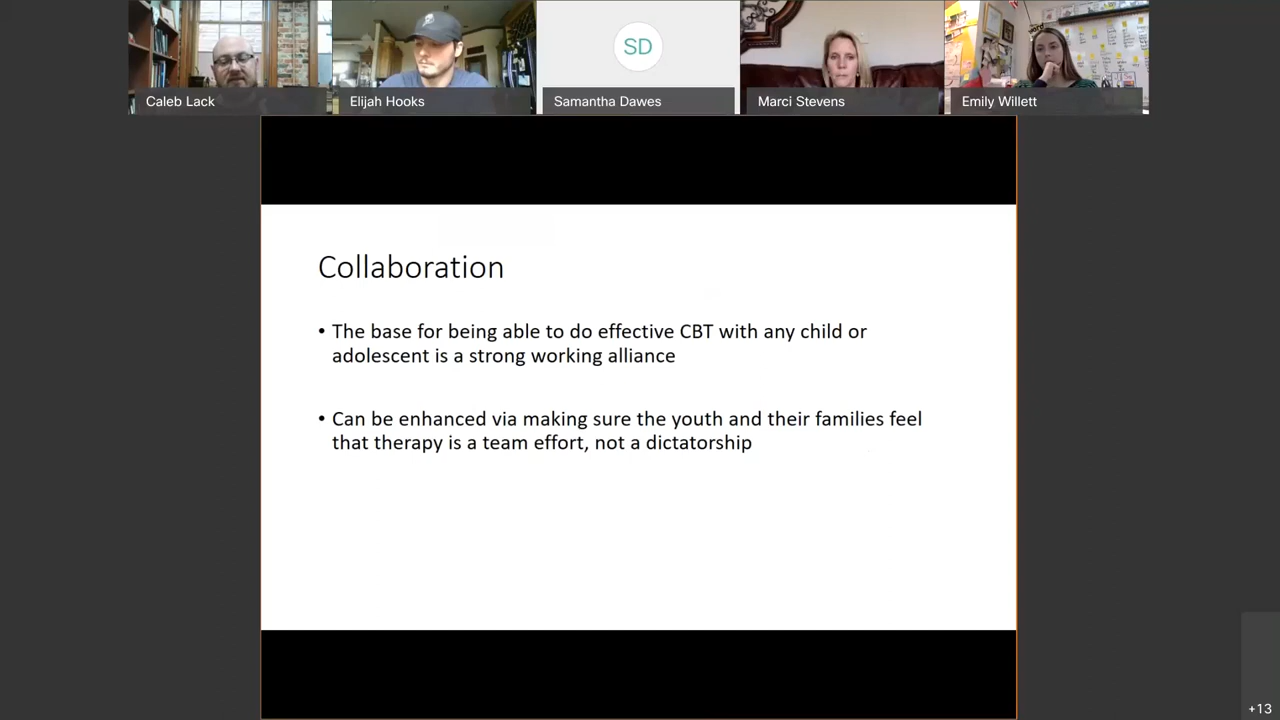 Caleb Lack
Elijah Hooks
SD
Samantha Dawes
Marci Stevens
Emily Willett
Collaboration
• The base for being able to do effective CBT with any child or
adolescent is a strong working alliance
• Can be enhanced via making sure the youth and their families feel
that therapy is a team effort, not a dictatorship
+13